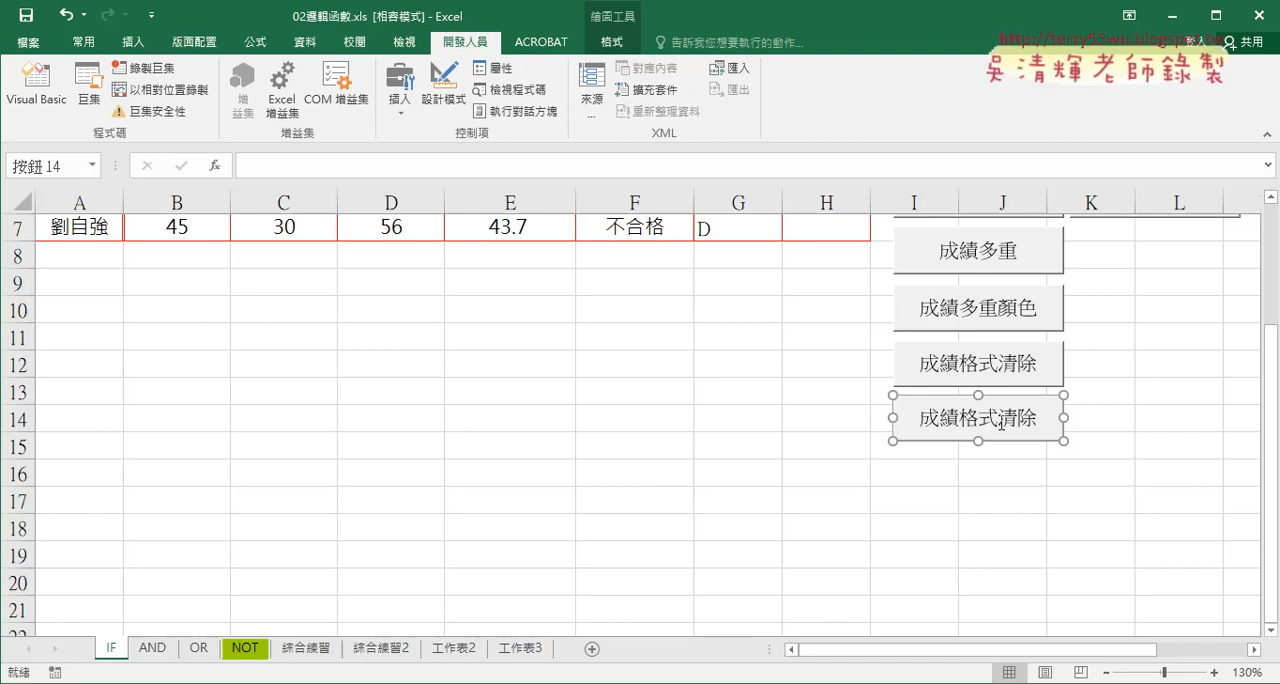 02邏輯函數.xls [相容模式] - Excel
繪圖工具
檔案 常用 插入 版面配置 公式 資料 校閱 檢視 開發人員 ACROBAT 格式 告訴我您想要執行的動作... 登入 共用
http://terry55wu.blogspot.tw
吳清輝老師錄製
Visual Basic
巨集
錄製巨集
以相對位置錄製
巨集安全性
程式碼
增益集
Excel 增益集
COM 增益集
增益集
插入
設計模式
屬性
檢視程式碼
執行對話方塊
控制項
來源
...
對應內容
擴充套件
重新整理資料
匯入
匯出
XML
按鈕 14
fx
A B C D E F G H I J K L
7 劉自強 45 30 56 43.7 不合格 D
8
9
10
11
12
13
14
15
16
17
18
19
20
21
成績多重
成績多重顏色
成績格式清除
成績格式清除
IF AND OR NOT 綜合練習 綜合練習2 工作表2 工作表3
就緒
130%